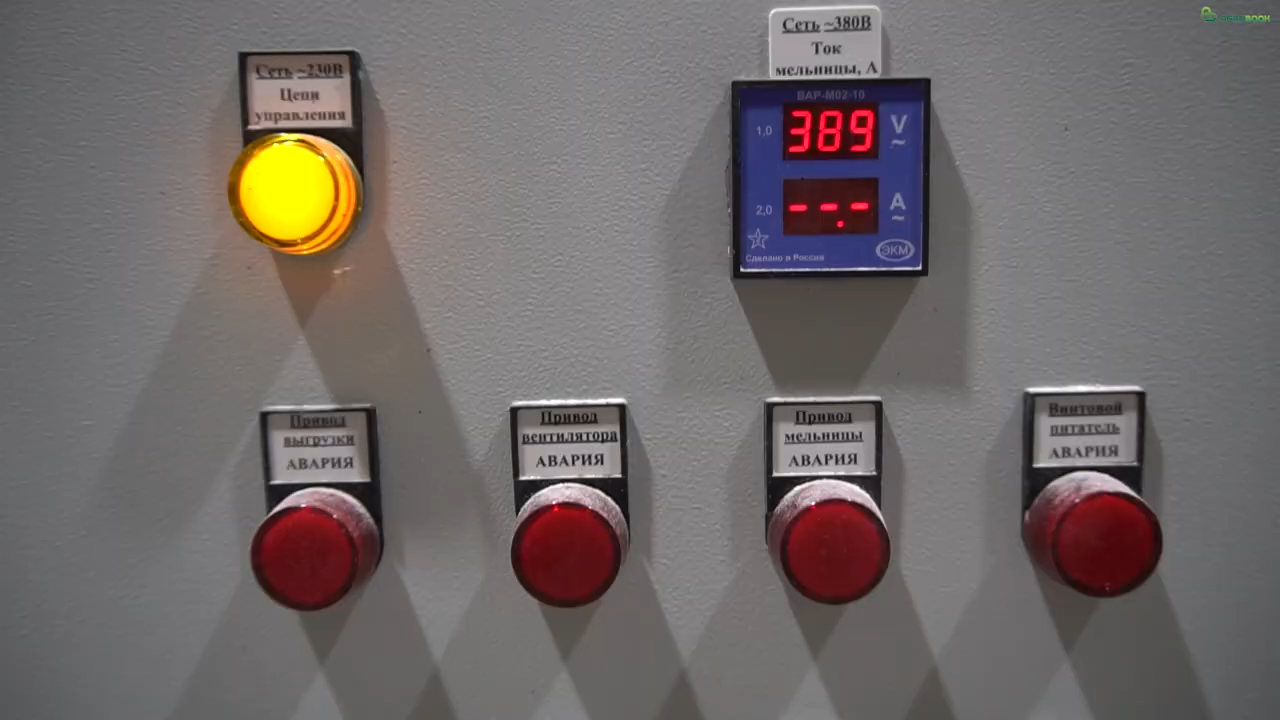 Сеть ~230В
Цепи
управления
Сеть ~380В
Ток
мельницы, А
ВАР-М02-10
1,0
389
V
~
2,0
---.
A
~
Сделано в России
ЭКМ
Привод
выгрузки
АВАРИЯ
Привод
вентилятора
АВАРИЯ
Привод
мельницы
АВАРИЯ
Винтовой
питатель
АВАРИЯ